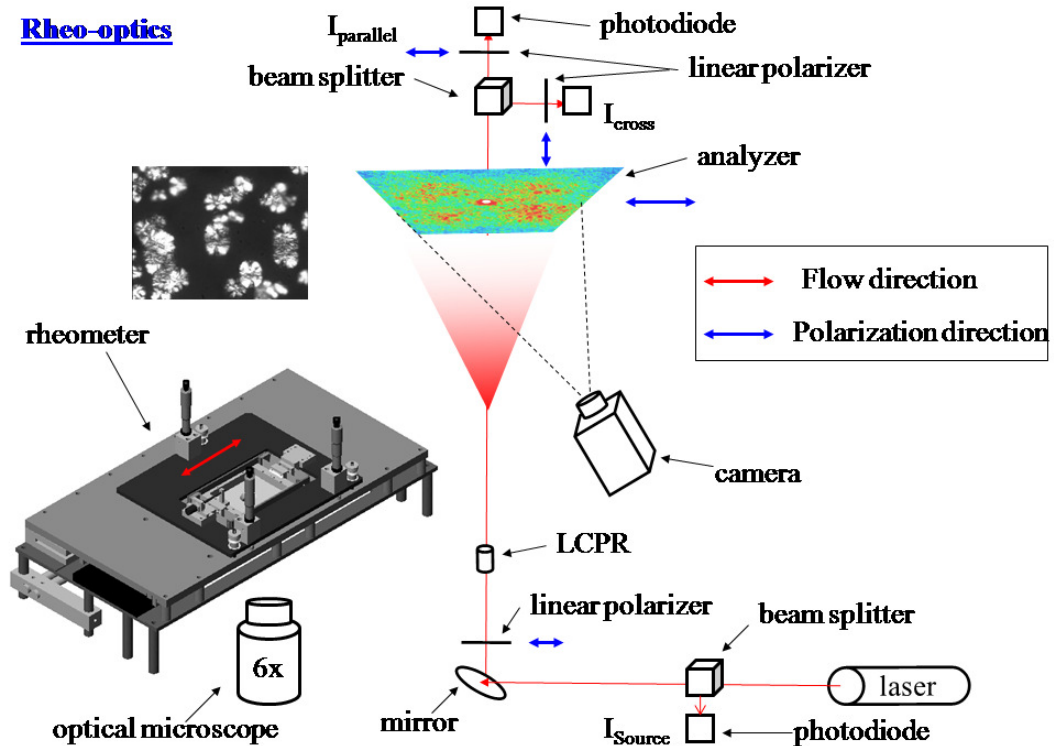 Rheo-optics
I_parallel
photodiode
beam splitter
linear polarizer
I_cross
analyzer
Flow direction
Polarization direction
rheometer
camera
LCPR
linear polarizer
beam splitter
6x
laser
optical microscope
mirror
I_Source
photodiode